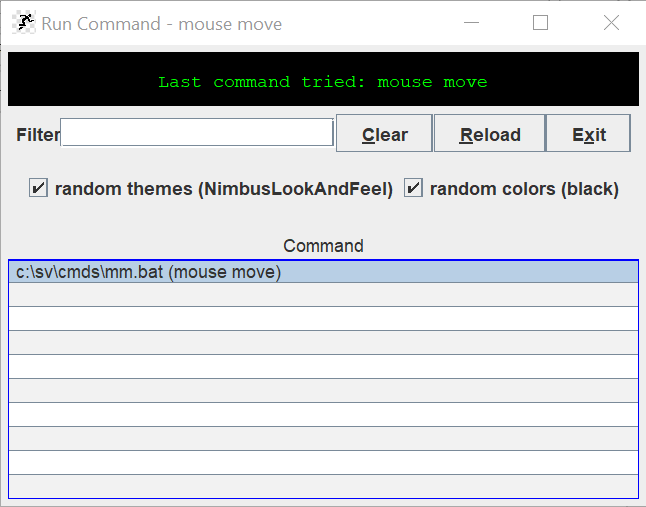 Run Command - mouse move
Last command tried: mouse move
Filter Clear Reload Exit
random themes (NimbusLookAndFeel) random colors (black)
Command
c:\sv\cmds\mm.bat (mouse move)